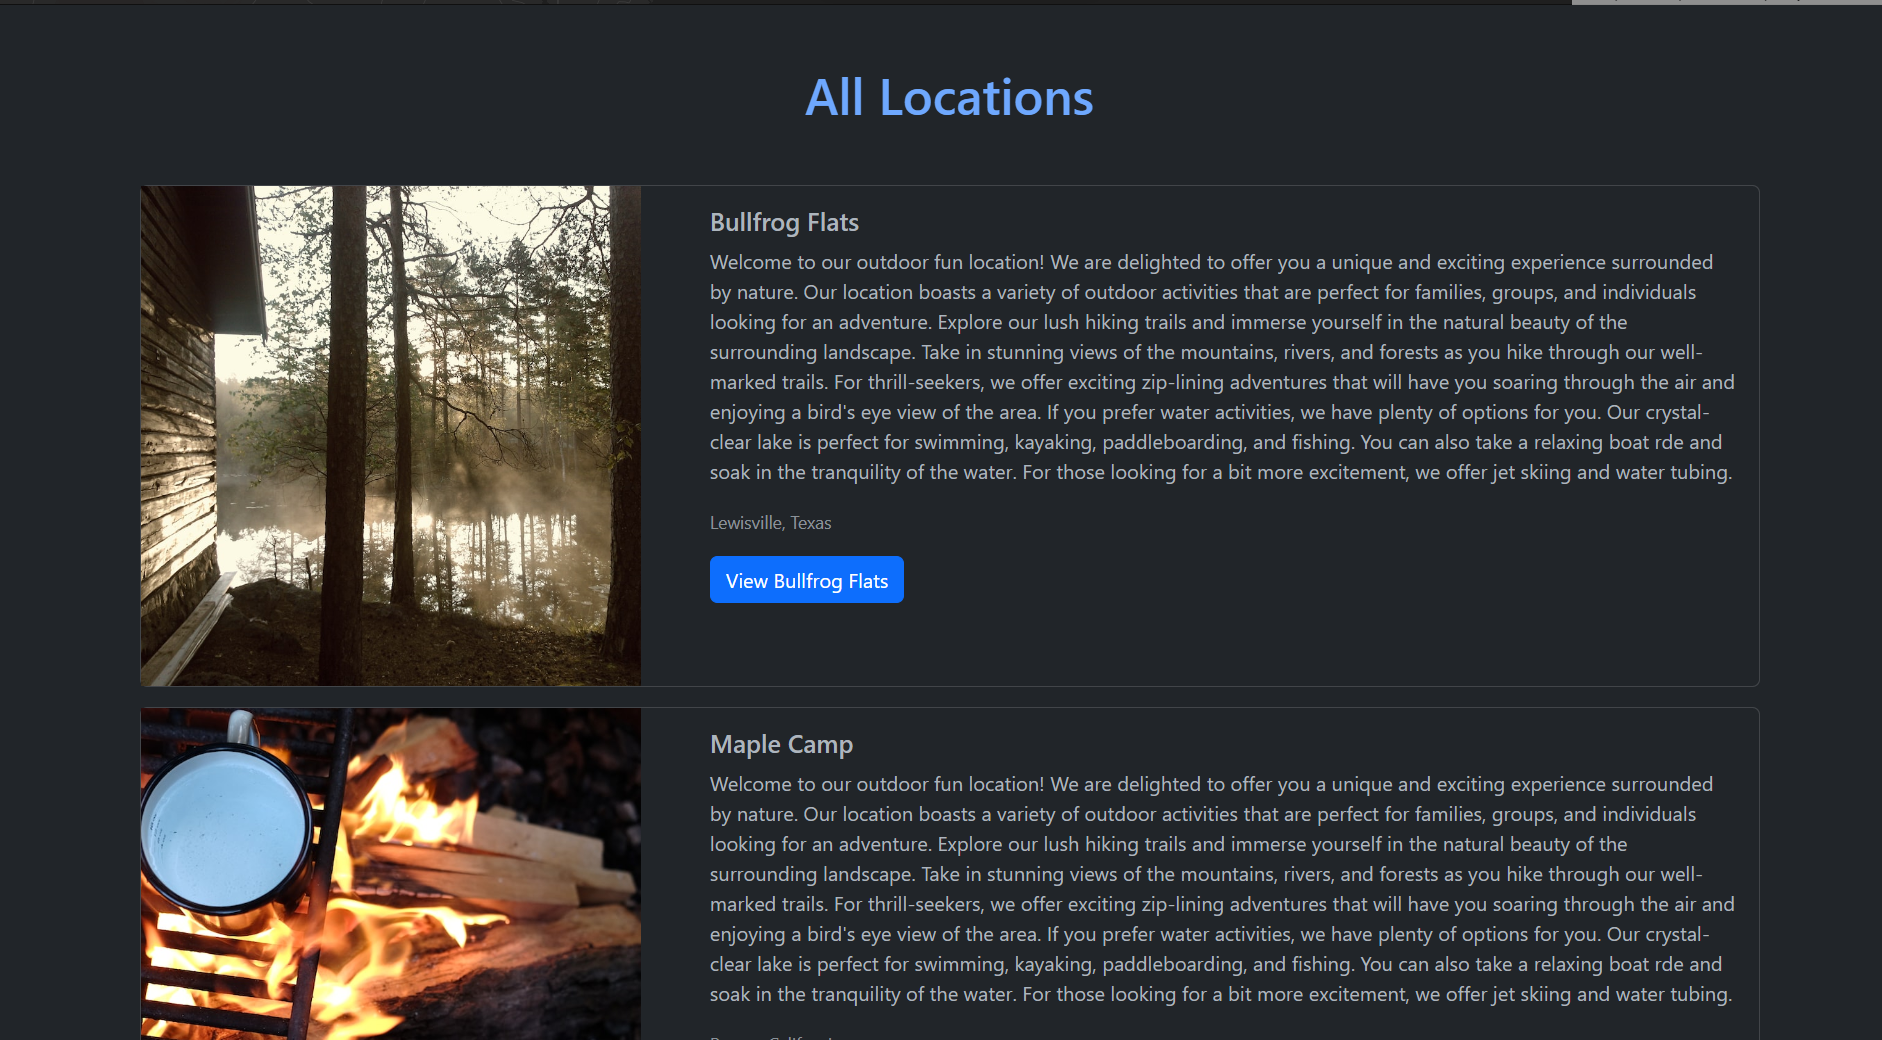 All Locations
Bullfrog Flats
Welcome to our outdoor fun location! We are delighted to offer you a unique and exciting experience surrounded
by nature. Our location boasts a variety of outdoor activities that are perfect for families, groups, and individuals
looking for an adventure. Explore our lush hiking trails and immerse yourself in the natural beauty of the
surrounding landscape. Take in stunning views of the mountains, rivers, and forests as you hike through our well-
marked trails. For thrill-seekers, we offer exciting zip-lining adventures that will have you soaring through the air and
enjoying a bird's eye view of the area. If you prefer water activities, we have plenty of options for you. Our crystal-
clear lake is perfect for swimming, kayaking, paddleboarding, and fishing. You can also take a relaxing boat rde and
soak in the tranquility of the water. For those looking for a bit more excitement, we offer jet skiing and water tubing.
Lewisville, Texas
View Bullfrog Flats
Maple Camp
Welcome to our outdoor fun location! We are delighted to offer you a unique and exciting experience surrounded
by nature. Our location boasts a variety of outdoor activities that are perfect for families, groups, and individuals
looking for an adventure. Explore our lush hiking trails and immerse yourself in the natural beauty of the
surrounding landscape. Take in stunning views of the mountains, rivers, and forests as you hike through our well-
marked trails. For thrill-seekers, we offer exciting zip-lining adventures that will have you soaring through the air and
enjoying a bird's eye view of the area. If you prefer water activities, we have plenty of options for you. Our crystal-
clear lake is perfect for swimming, kayaking, paddleboarding, and fishing. You can also take a relaxing boat rde and
soak in the tranquility of the water. For those looking for a bit more excitement, we offer jet skiing and water tubing.